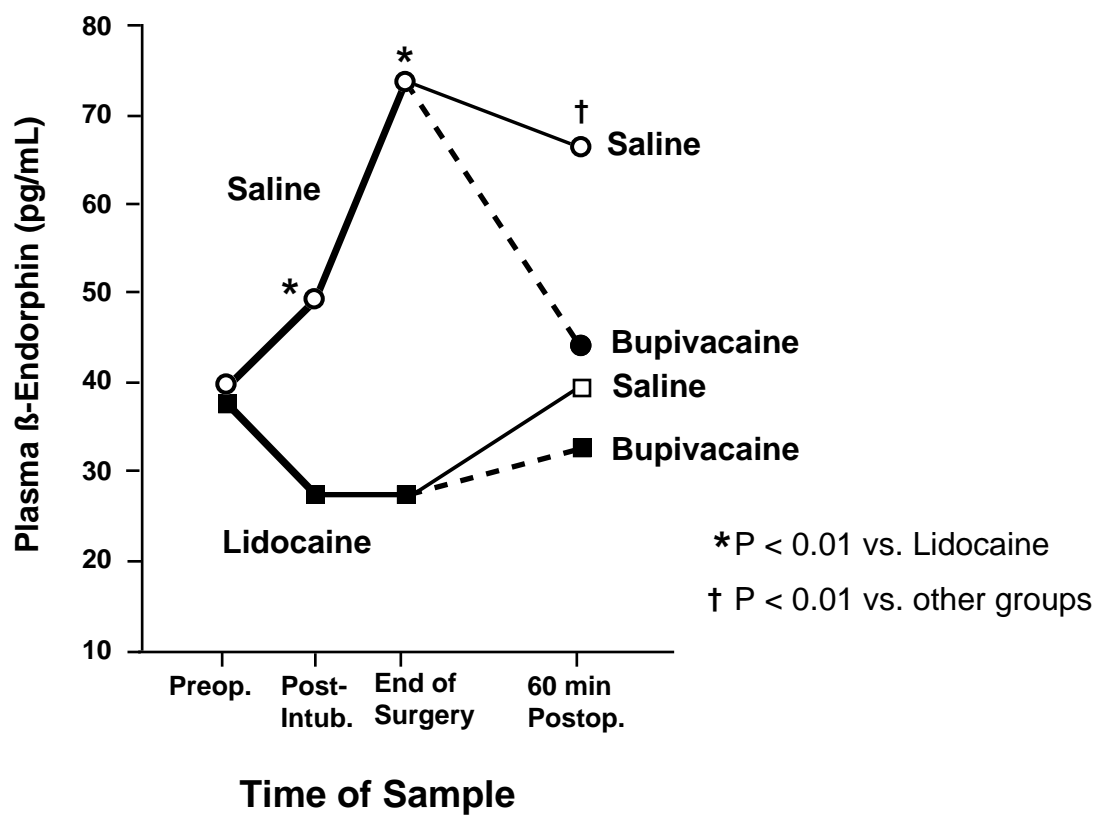 Plasma ß-Endorphin (pg/mL)
80
70
60
50
40
30
20
10
*
†
Saline
Saline
*
Bupivacaine
Saline
Bupivacaine
Lidocaine
*P < 0.01 vs. Lidocaine
† P < 0.01 vs. other groups
Preop.
Post-
Intub.
End of
Surgery
60 min
Postop.
Time of Sample